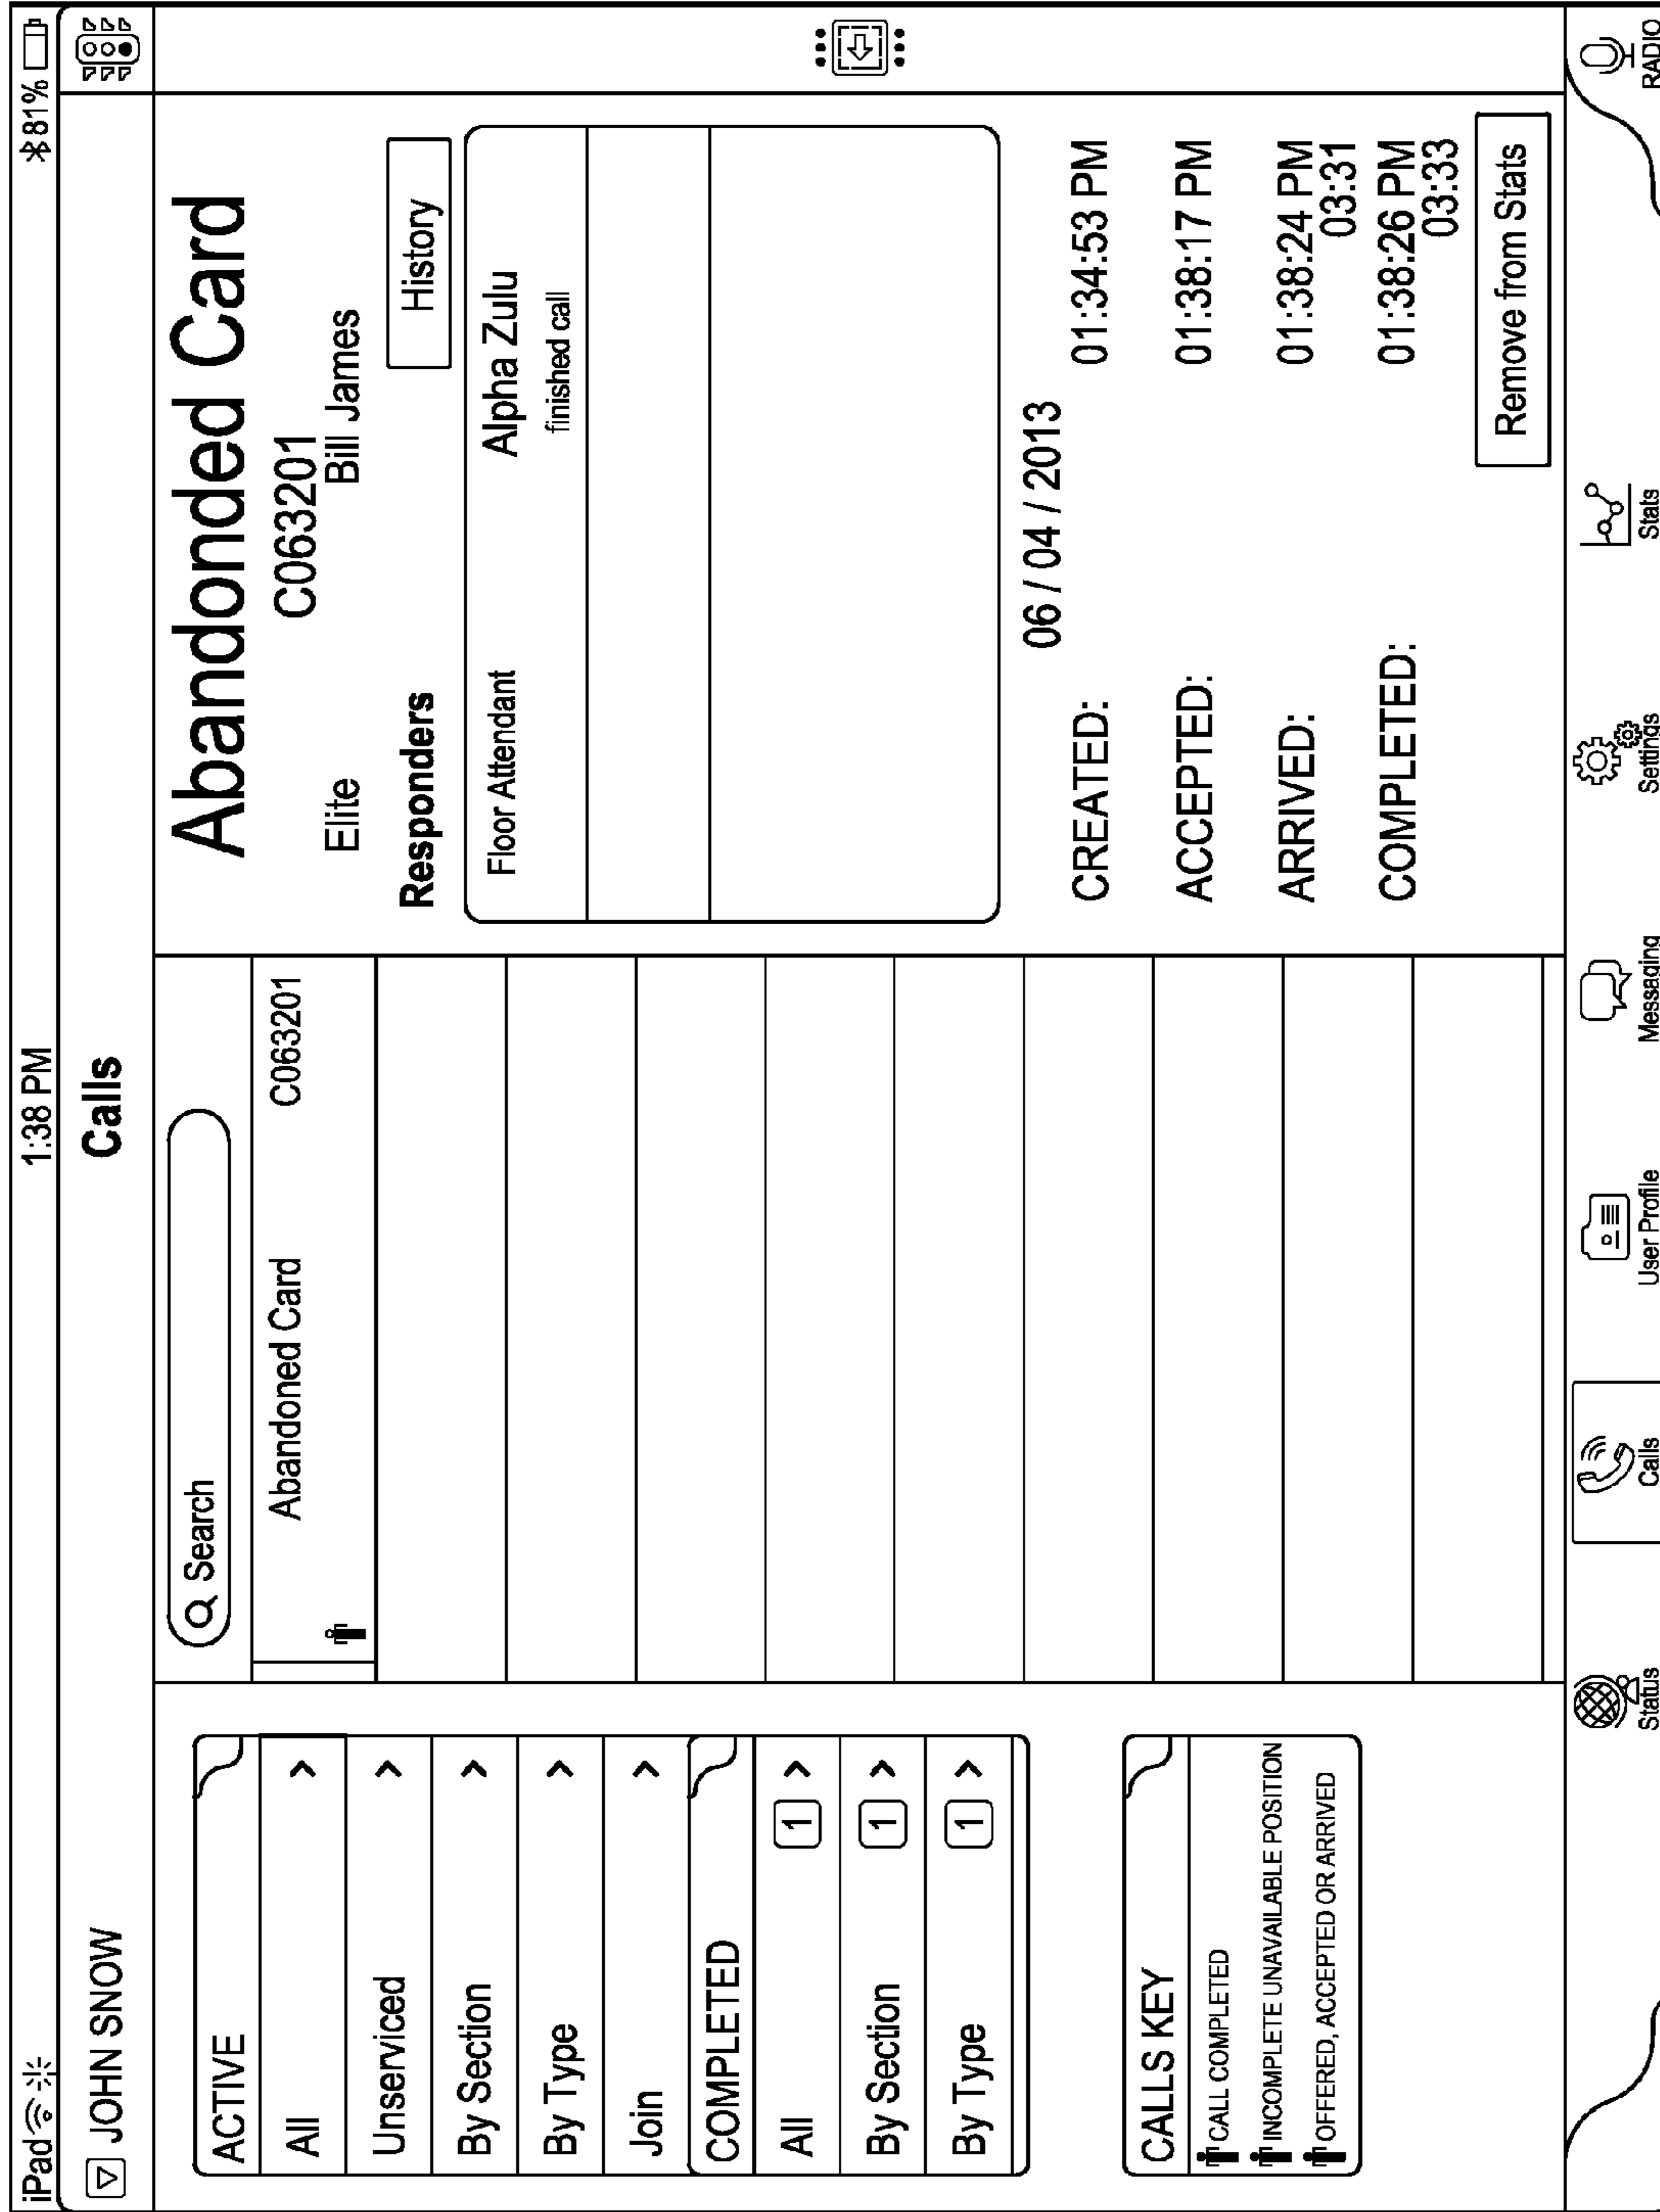 iPad 1:38 PM 81%
JOHN SNOW Calls
ACTIVE
All >
Unserviced >
By Section >
By Type >
Join >
COMPLETED
All 1 >
By Section 1 >
By Type 1 >
CALLS KEY
CALL COMPLETED
INCOMPLETE UNAVAILABLE POSITION
OFFERED, ACCEPTED OR ARRIVED
Search
Abandoned Card C063201
Abandonded Card
C063201
Elite Bill James
Responders History
Floor Attendant Alpha Zulu
finished call
06 / 04 / 2013
CREATED: 01:34:53 PM
ACCEPTED: 01:38:17 PM
ARRIVED: 01:38:24 PM
03:31
COMPLETED: 01:38:26 PM
03:33
Remove from Stats
Status Calls User Profile Messaging Settings Stats RADIO